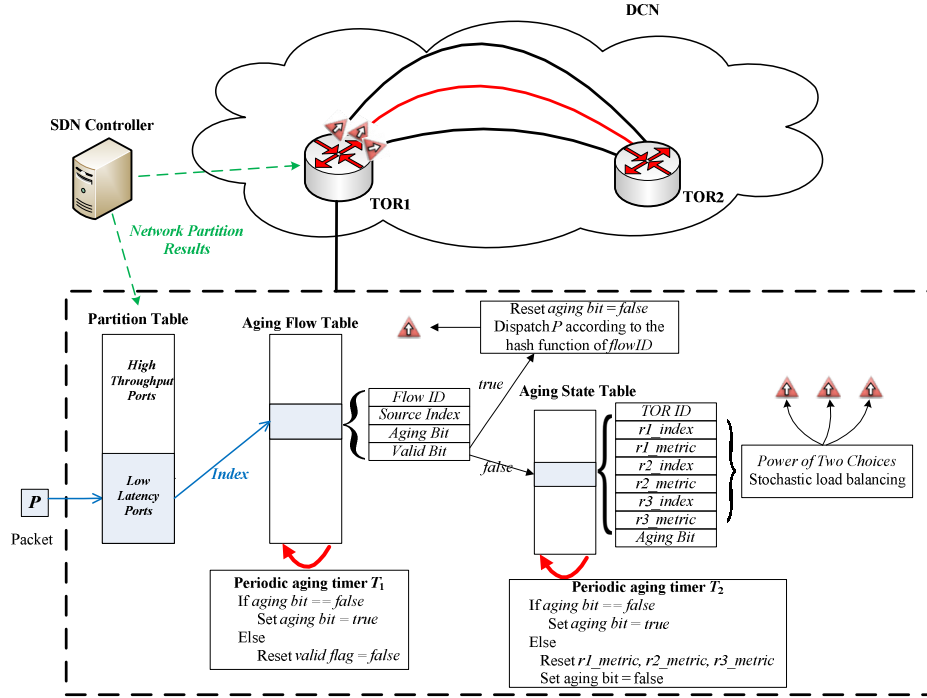 DCN
SDN Controller
TOR1
TOR2
Network Partition
Results
Partition Table
High
Throughput
Ports
Low
Latency
Ports
P
Packet
Index
Aging Flow Table
Flow ID
Source Index
Aging Bit
Valid Bit
true
false
Reset aging bit = false
Dispatch P according to the
hash function of flowID
Aging State Table
TOR ID
r1_index
r1_metric
r2_index
r2_metric
r3_index
r3_metric
Aging Bit
Power of Two Choices
Stochastic load balancing
Periodic aging timer T1
If aging bit == false
Set aging bit = true
Else
Reset valid flag = false
Periodic aging timer T2
If aging bit == false
Set aging bit = true
Else
Reset r1_metric, r2_metric, r3_metric
Set aging bit = false